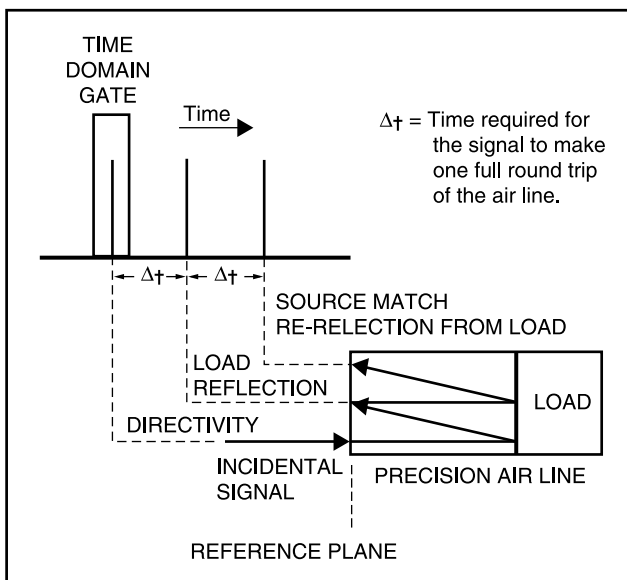 TIME
DOMAIN
GATE
Time
Δt = Time required for
the signal to make
one full round trip
of the air line.
Δt
Δt
SOURCE MATCH
RE-RELECTION FROM LOAD
LOAD
REFLECTION
LOAD
DIRECTIVITY
INCIDENTAL
SIGNAL
PRECISION AIR LINE
REFERENCE PLANE